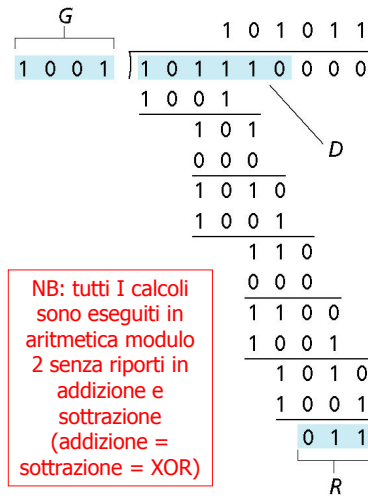 G
1 0 1 0 1 1
1 0 0 1
1 0 1 1 1 0 0 0 0
1 0 0 1
1 0 1
D
0 0 0
1 0 1 0
1 0 0 1
1 1 0
0 0 0
1 1 0 0
1 0 0 1
1 0 1 0
1 0 0 1
0 1 1
R
NB: tutti I calcoli
sono eseguiti in
aritmetica modulo
2 senza riporti in
addizione e
sottrazione
(addizione =
sottrazione = XOR)